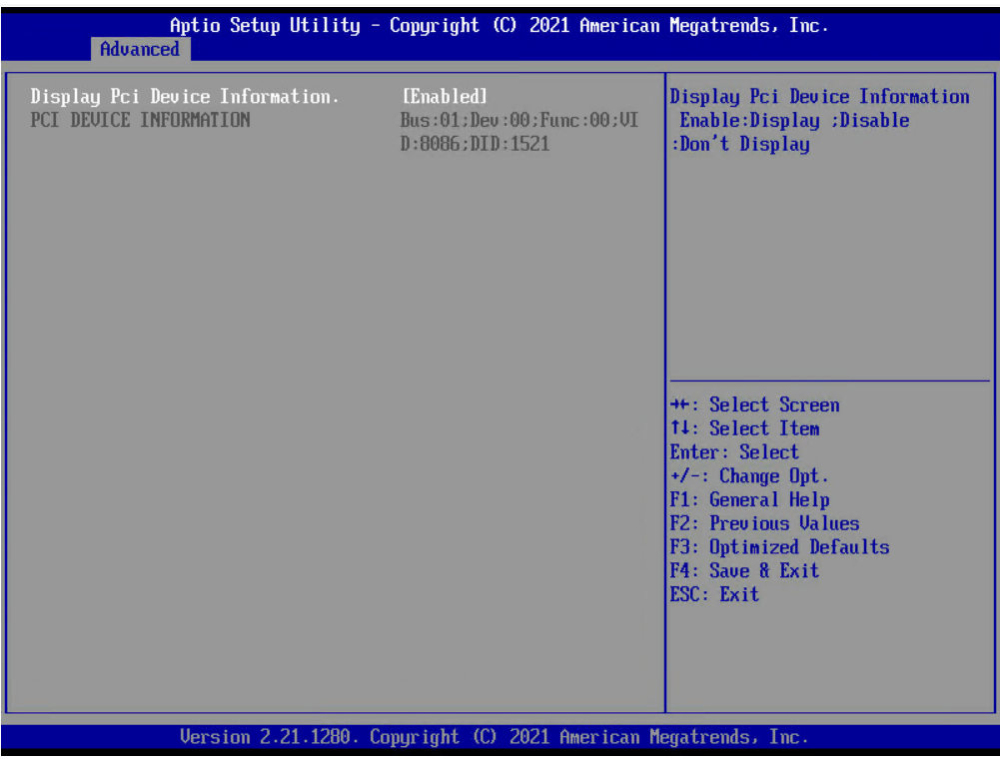 Aptio Setup Utility - Copyright (C) 2021 American Megatrends, Inc.
Advanced
Display Pci Device Information. [Enabled]
PCI DEVICE INFORMATION Bus:01;Dev:00;Func:00;VI
D:8086;DID:1521
Display Pci Device Information
Enable:Display ;Disable
:Don't Display
→←: Select Screen
↑↓: Select Item
Enter: Select
+/-: Change Opt.
F1: General Help
F2: Previous Values
F3: Optimized Defaults
F4: Save & Exit
ESC: Exit
Version 2.21.1280. Copyright (C) 2021 American Megatrends, Inc.